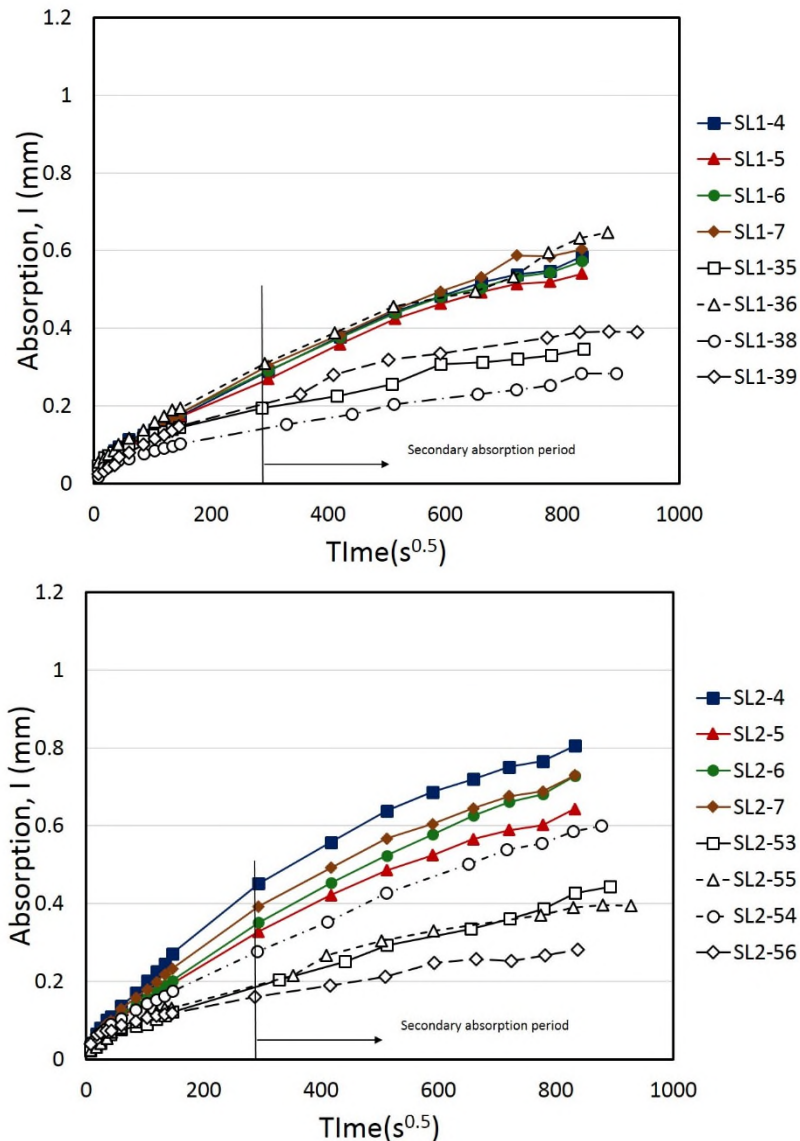 1.2
1
0.8
0.6
0.4
0.2
0
Absorption, I (mm)
0 200 400 600 800 1000
TIme(s^0.5)
Secondary absorption period
SL1-4
SL1-5
SL1-6
SL1-7
SL1-35
SL1-36
SL1-38
SL1-39
1.2
1
0.8
0.6
0.4
0.2
0
Absorption, I (mm)
0 200 400 600 800 1000
TIme(s^0.5)
Secondary absorption period
SL2-4
SL2-5
SL2-6
SL2-7
SL2-53
SL2-55
SL2-54
SL2-56